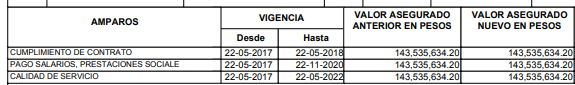 AMPAROS VIGENCIA VALOR ASEGURADO ANTERIOR EN PESOS VALOR ASEGURADO NUEVO EN PESOS
Desde Hasta
CUMPLIMIENTO DE CONTRATO 22-05-2017 22-05-2018 143,535,634.20 143,535,634.20
PAGO SALARIOS, PRESTACIONES SOCIALE 22-05-2017 22-11-2020 143,535,634.20 143,535,634.20
CALIDAD DE SERVICIO 22-05-2017 22-05-2022 143,535,634.20 143,535,634.20